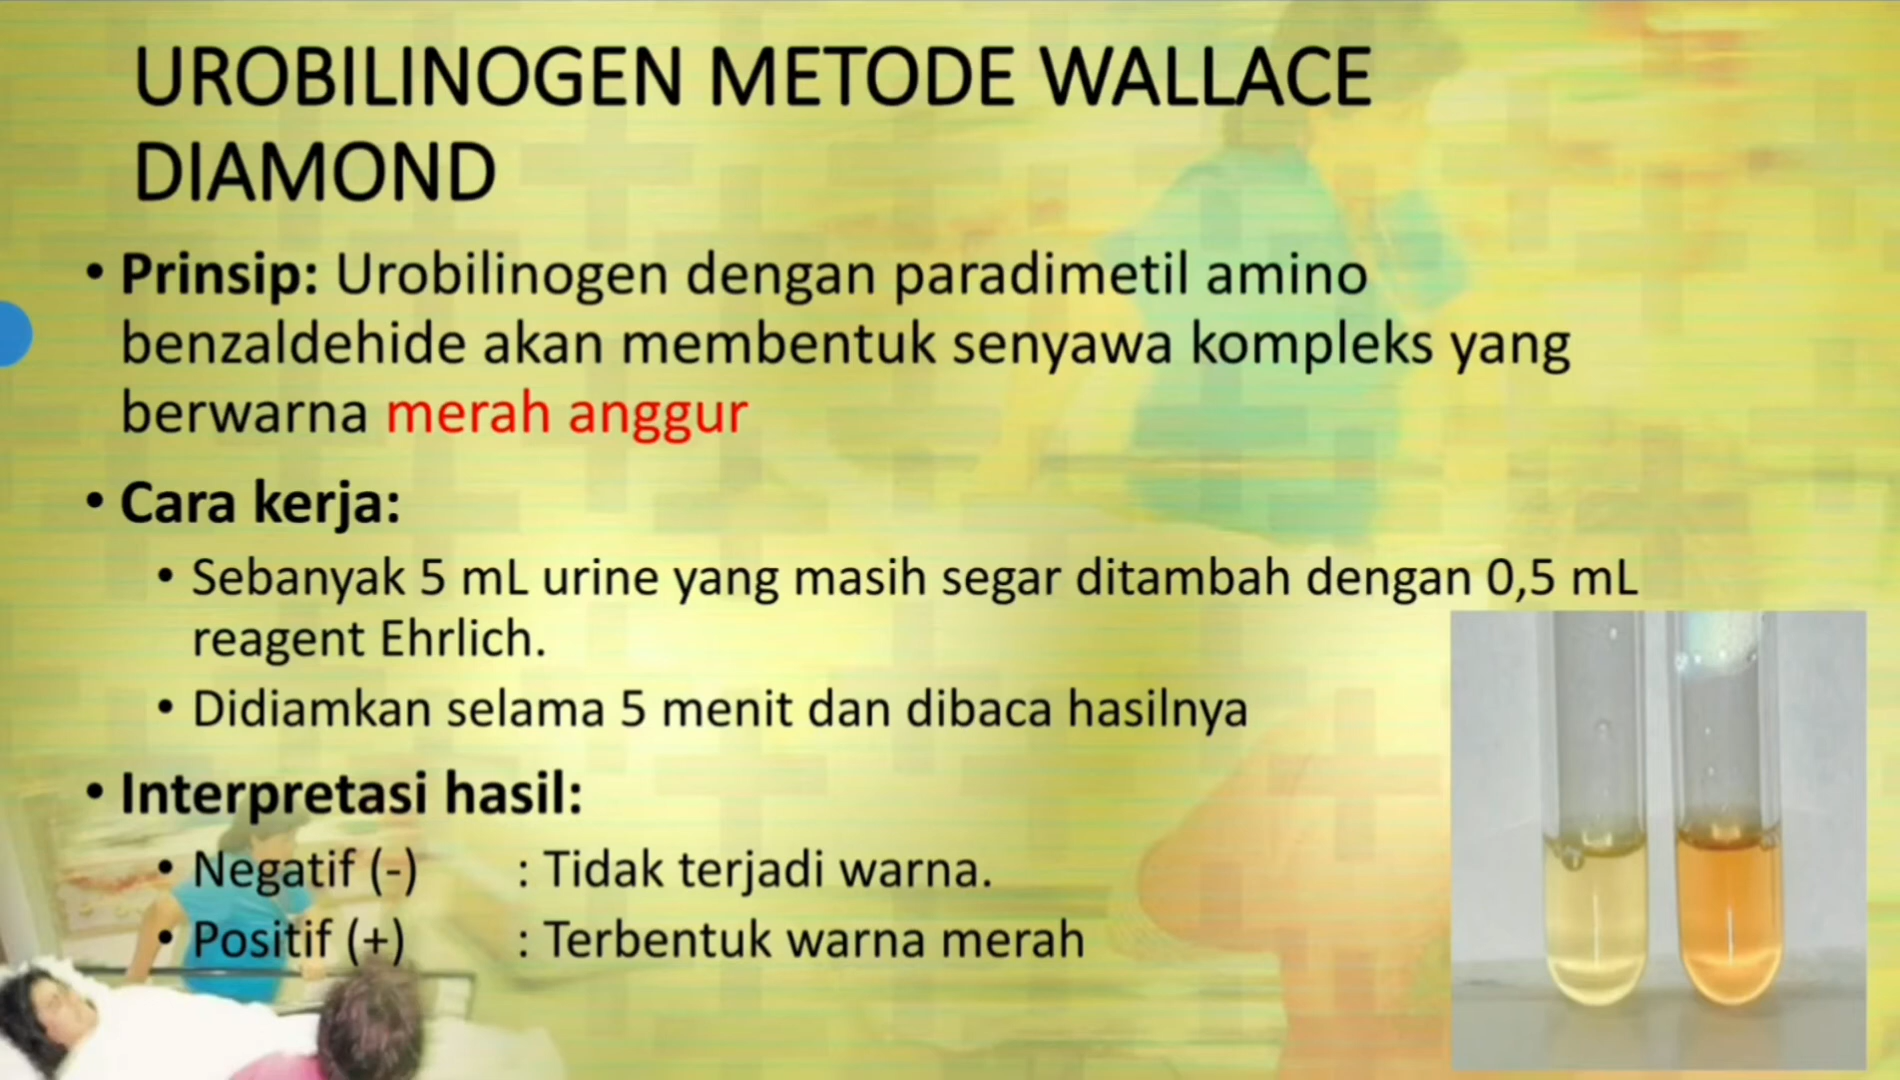 UROBILINOGEN METODE WALLACE
DIAMOND
• Prinsip: Urobilinogen dengan paradimetil amino
benzaldehide akan membentuk senyawa kompleks yang
berwarna merah anggur
• Cara kerja:
• Sebanyak 5 mL urine yang masih segar ditambah dengan 0,5 mL
reagent Ehrlich.
• Didiamkan selama 5 menit dan dibaca hasilnya
• Interpretasi hasil:
• Negatif (-) : Tidak terjadi warna.
• Positif (+) : Terbentuk warna merah